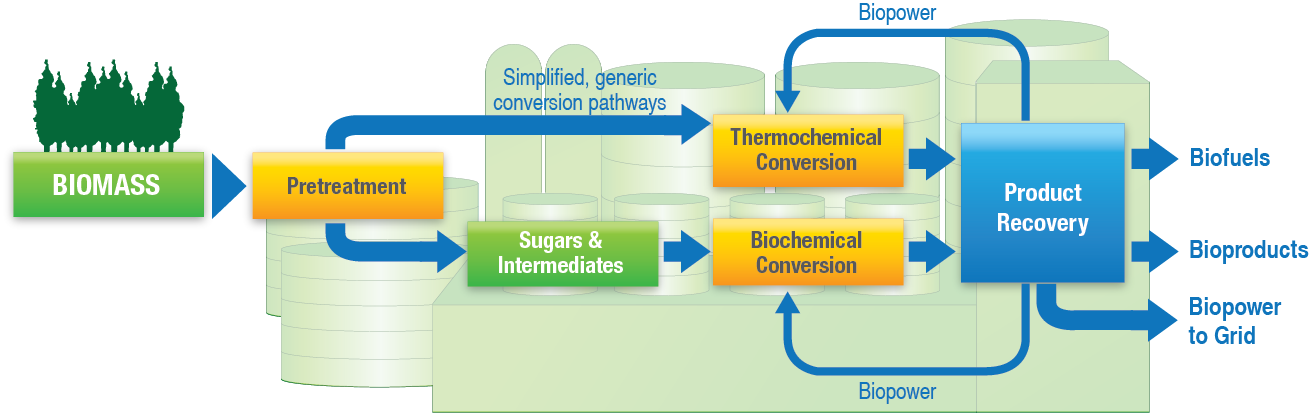 Biopower
Simplified, generic
conversion pathways
BIOMASS
Pretreatment
Thermochemical
Conversion
Sugars &
Intermediates
Biochemical
Conversion
Product
Recovery
Biofuels
Bioproducts
Biopower
to Grid
Biopower